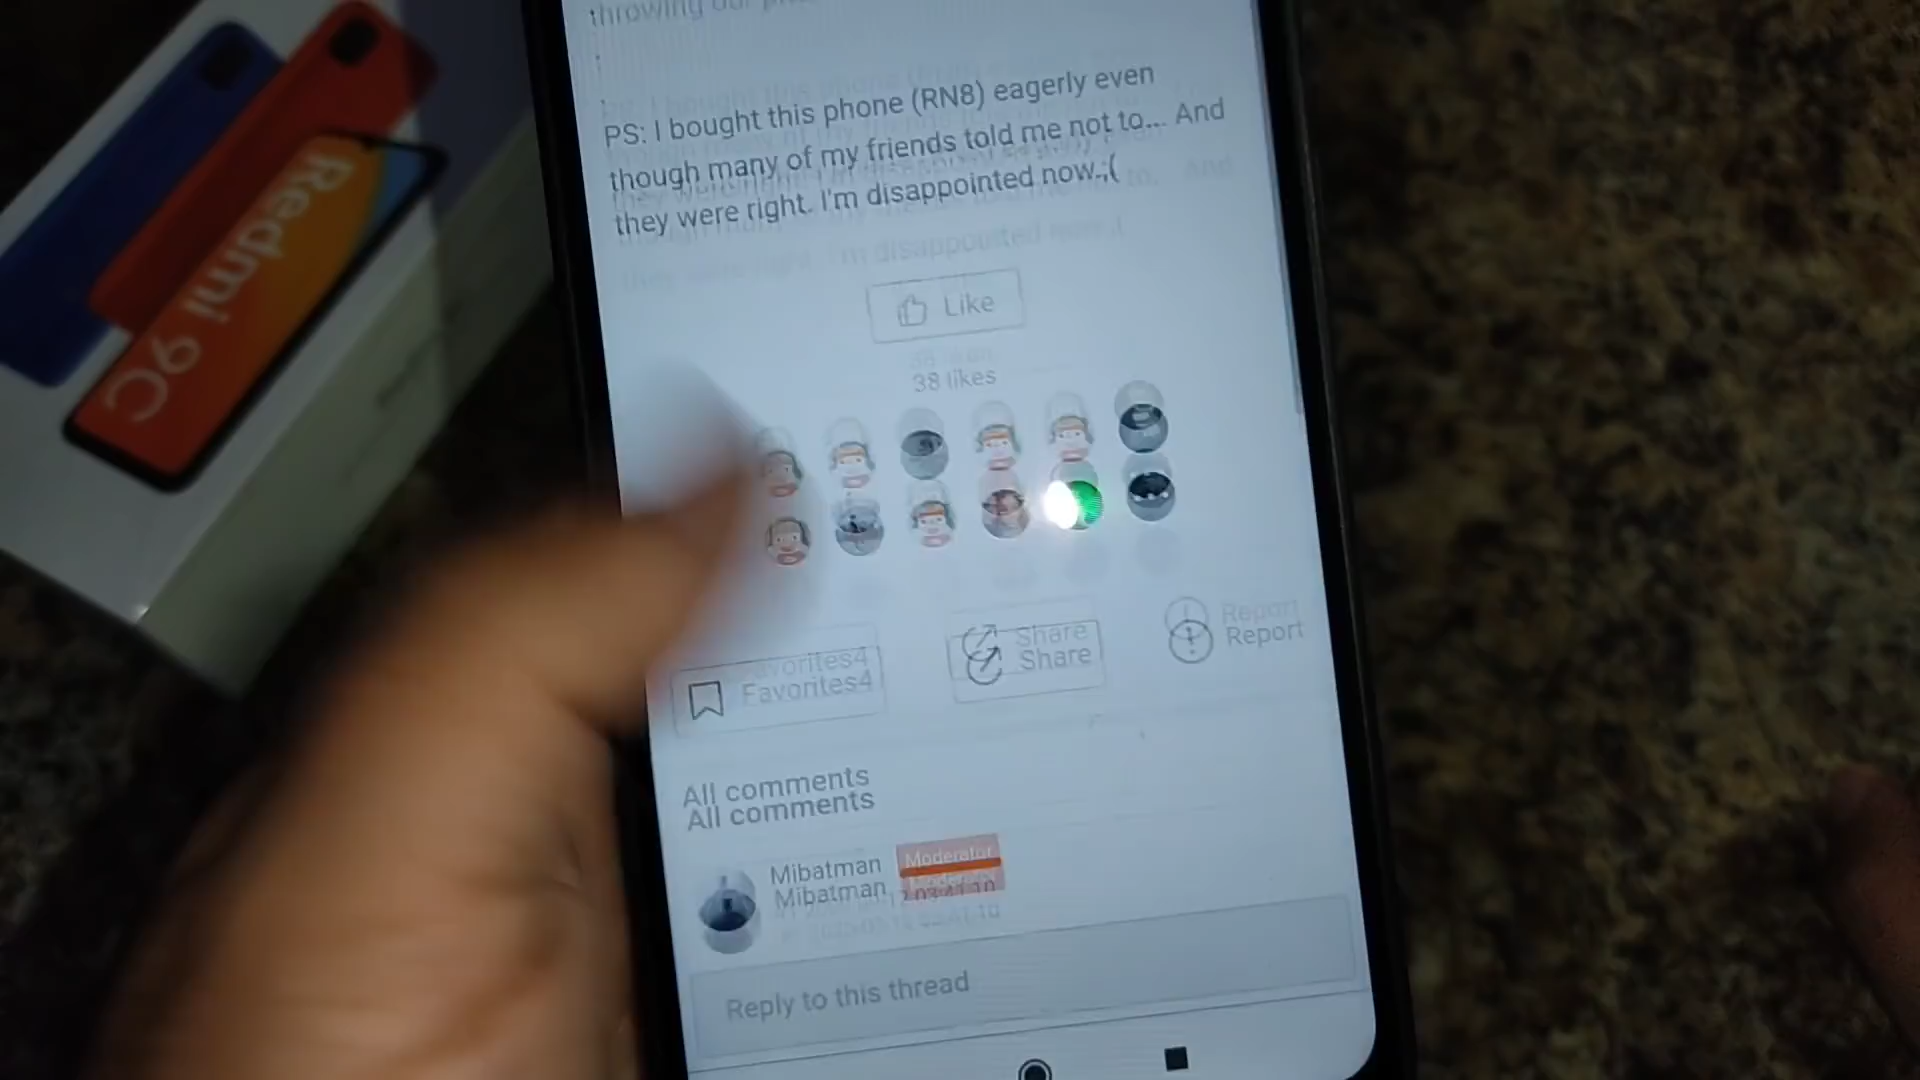 throwing our
PS: I bought this phone (RN8) eagerly even
though many of my friends told me not to... And
they were right. I'm disappointed now.;(
Like
38 likes
Favorites4
Share
Report
All comments
Mibatman
Moderator
Reply to this thread
Redmi 9C